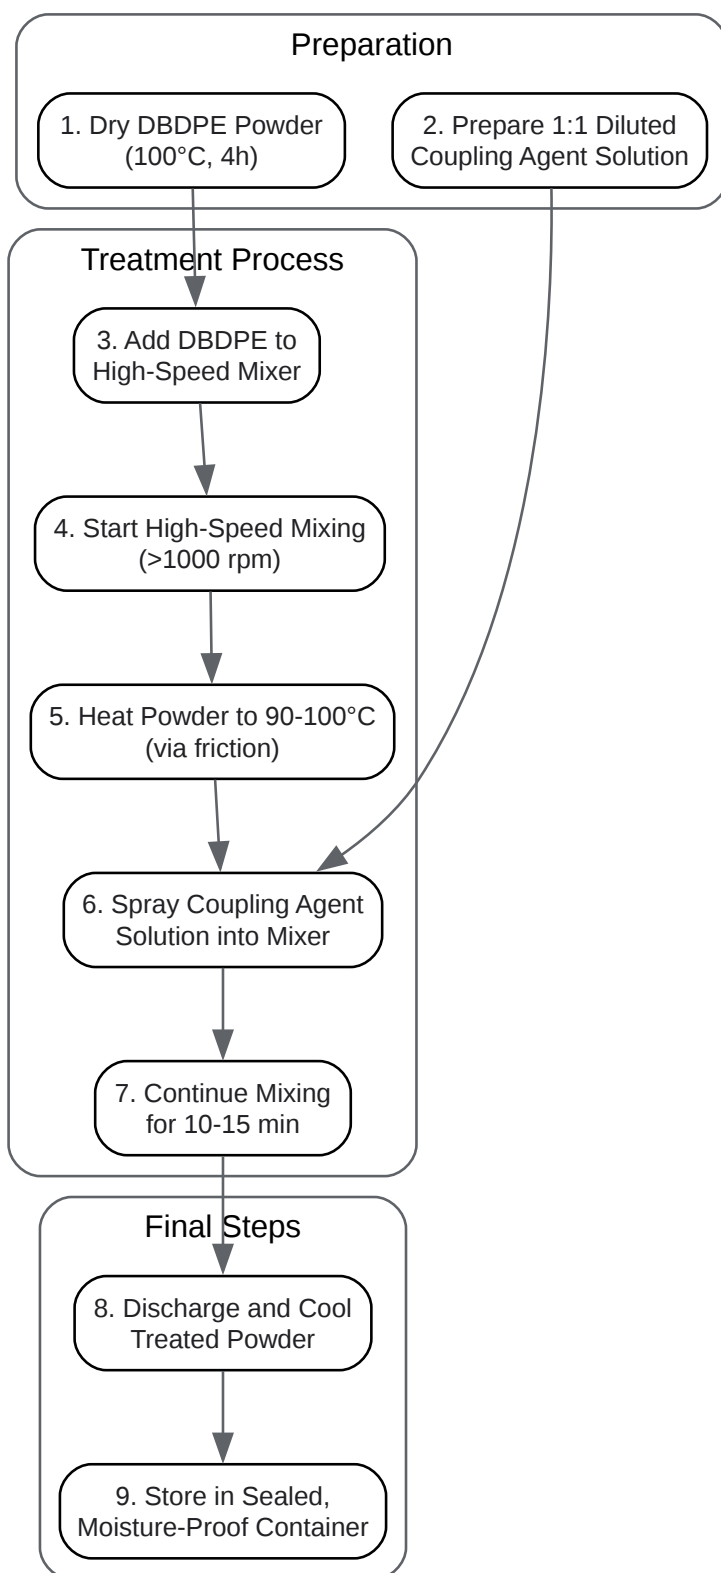 Preparation
1. Dry DBDPE Powder
(100°C, 4h)
2. Prepare 1:1 Diluted
Coupling Agent Solution
Treatment Process
3. Add DBDPE to
High-Speed Mixer
4. Start High-Speed Mixing
(>1000 rpm)
5. Heat Powder to 90-100°C
(via friction)
6. Spray Coupling Agent
Solution into Mixer
7. Continue Mixing
for 10-15 min
Final Steps
8. Discharge and Cool
Treated Powder
9. Store in Sealed,
Moisture-Proof Container